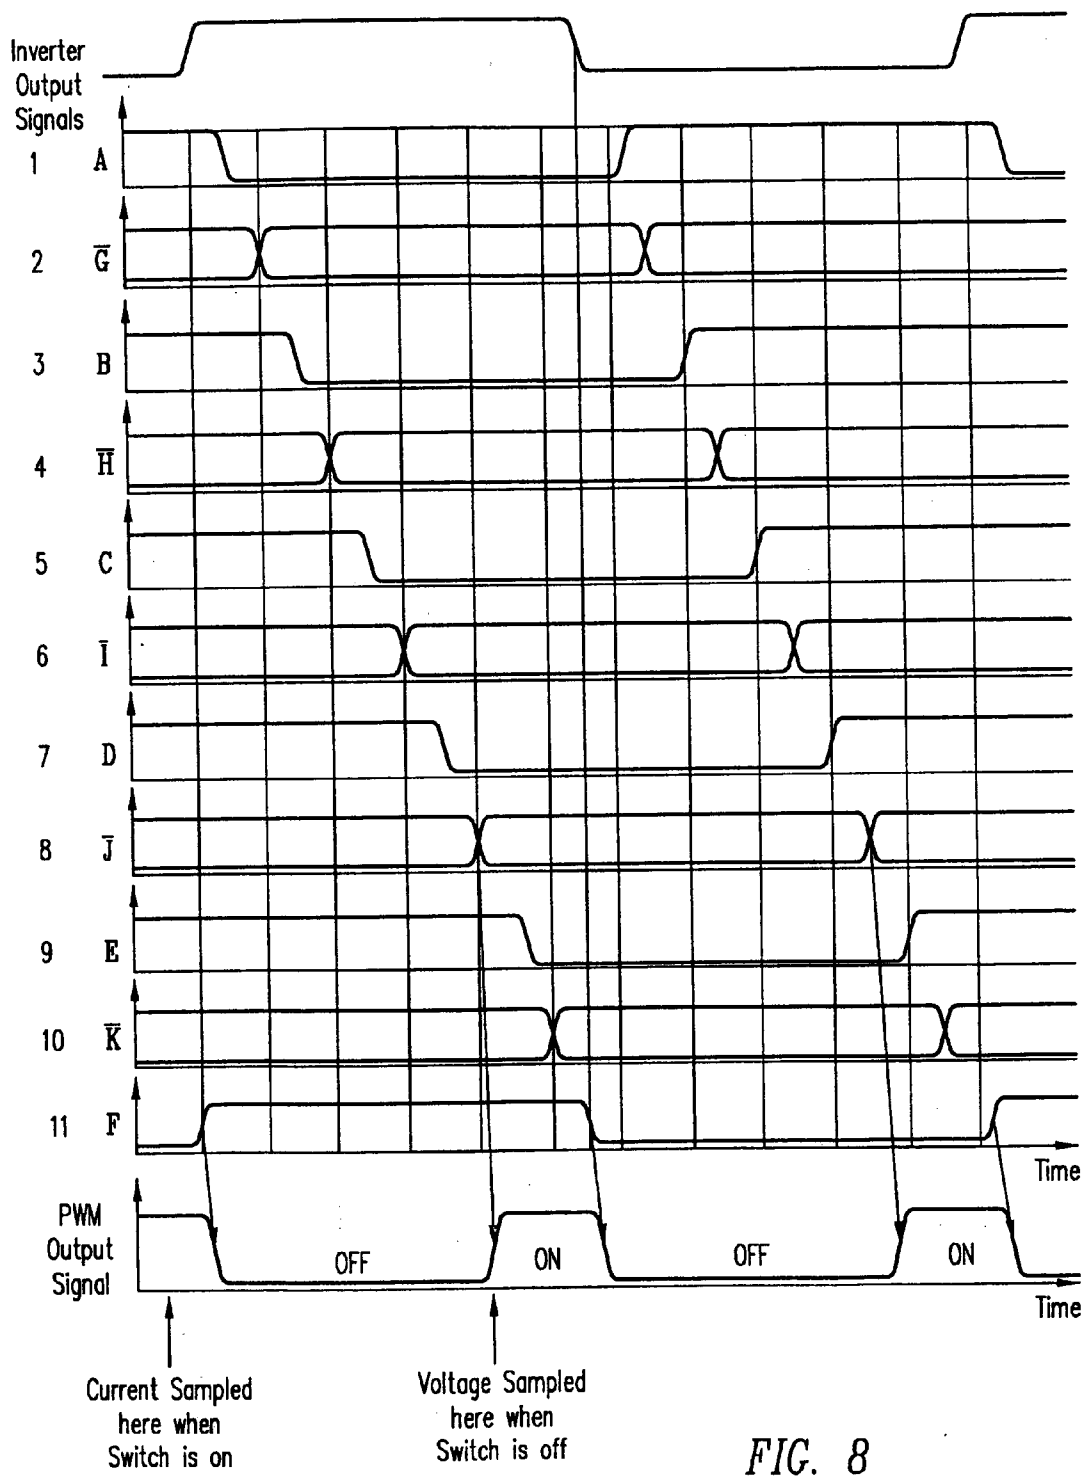 Inverter
Output
Signals
1 A
2 G̅
3 B
4 H̅
5 C
6 I̅
7 D
8 J̅
9 E
10 K̅
11 F
Time
PWM
Output
Signal
OFF ON OFF ON
Time
Current Sampled
here when
Switch is on
Voltage Sampled
here when
Switch is off
FIG. 8